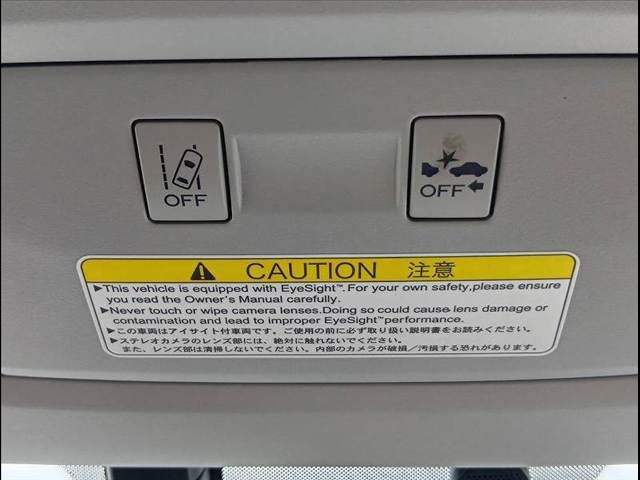 OFF
OFF
CAUTION 注意
▶This vehicle is equipped with EyeSight™.For your own safety,please ensure
you read the Owner's Manual carefully.
▶Never touch or wipe camera lenses.Doing so could cause lens damage or
contamination and lead to improper EyeSight™performance.
▶この車両はアイサイト付車両です。ご使用の前に必ず取り扱い説明書をお読みください。
▶ステレオカメラのレンズ部には、絶対に触れないでください。
また、レンズ部は清掃しないでください。内部のカメラが破損／汚損する恐れがあります。